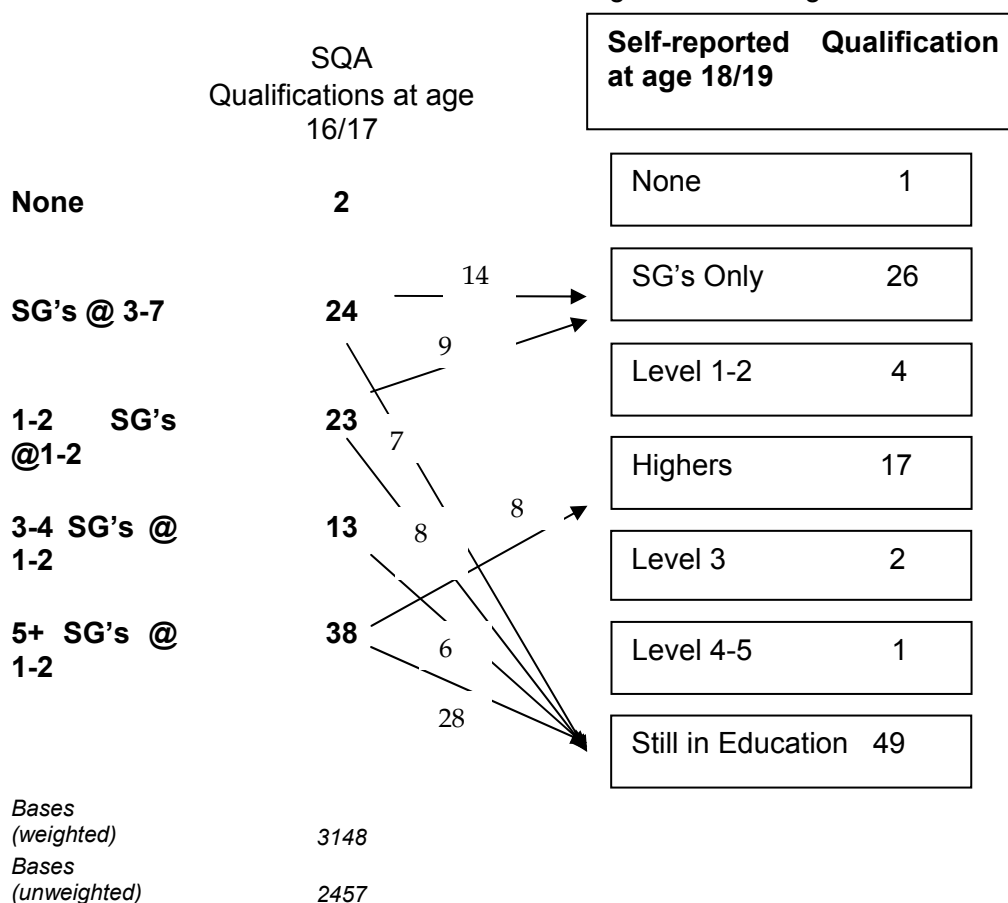 SQA
Qualifications at age
16/17
Self-reported Qualification
at age 18/19
None 2
None 1
SG's @ 3-7 24
14
SG's Only 26
9
Level 1-2 4
1-2 SG's
@1-2
23
7
Highers 17
3-4 SG's @
1-2
13
8
8
Level 3 2
5+ SG's @
1-2
38
6
28
Level 4-5 1
Still in Education 49
Bases
(weighted) 3148
Bases
(unweighted) 2457